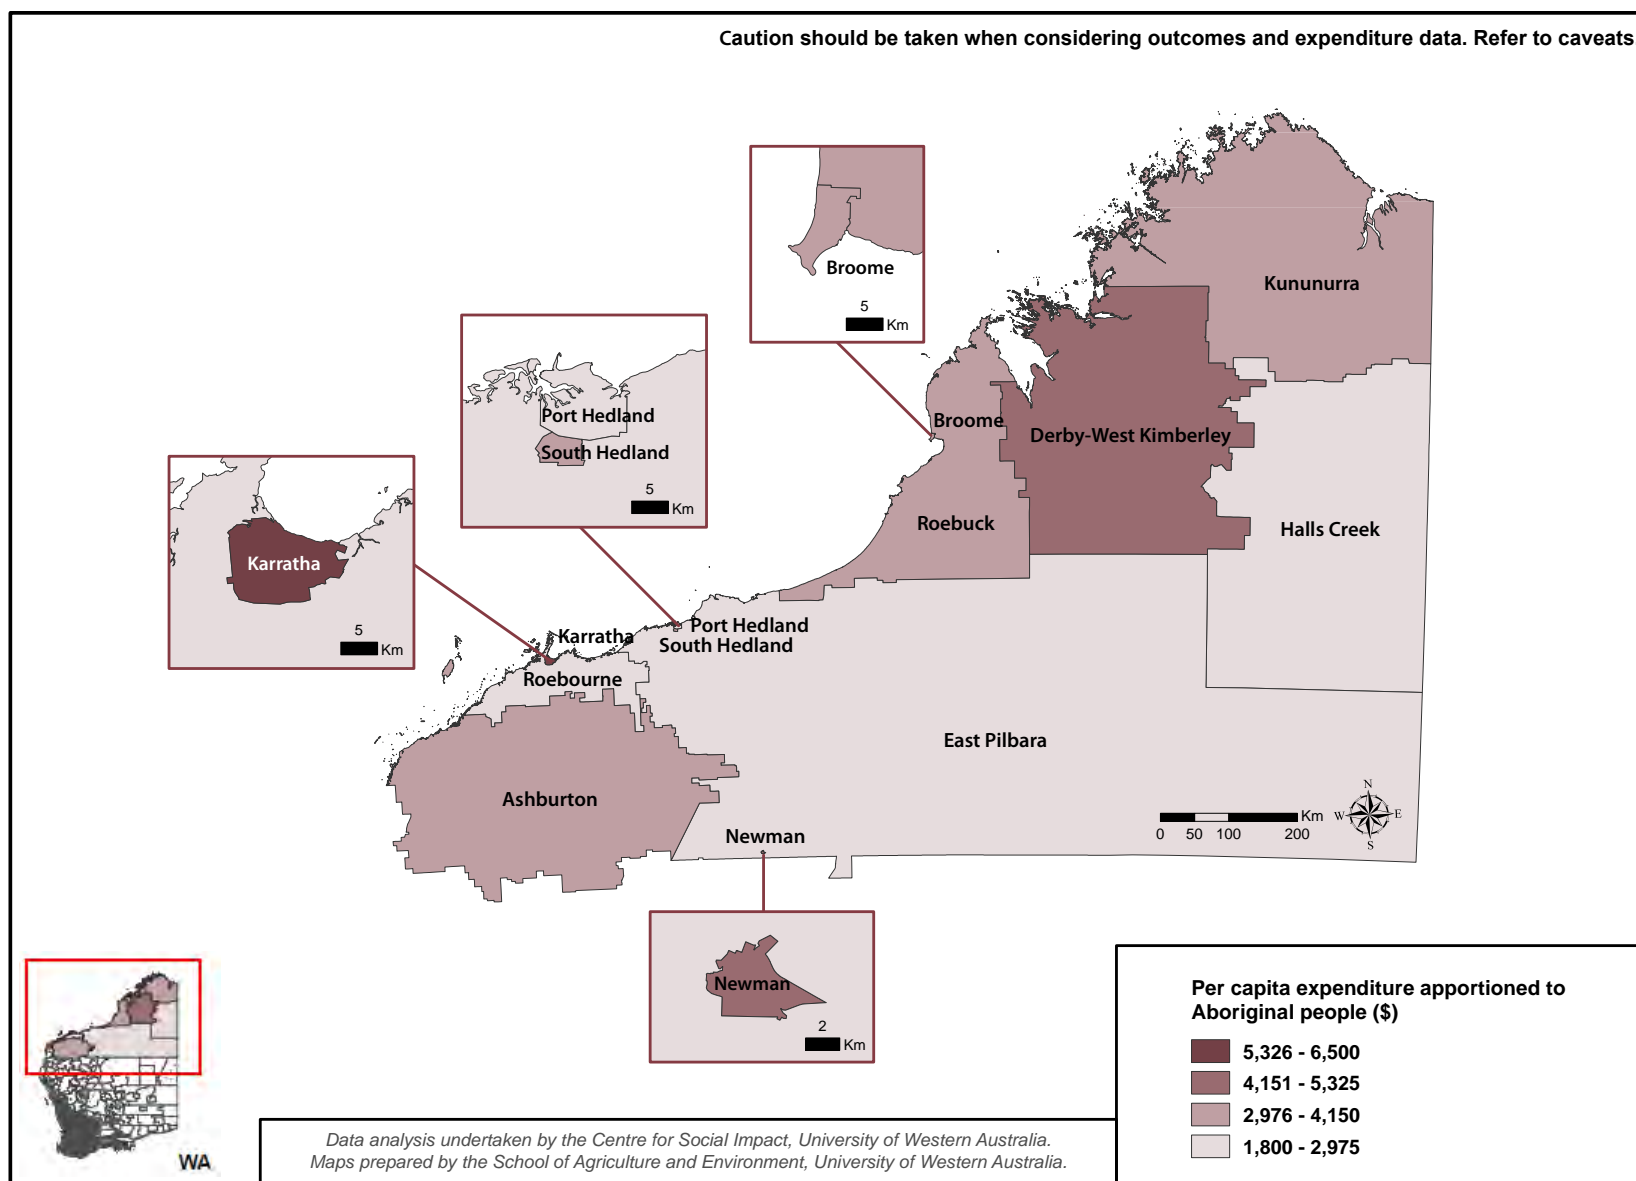 Caution should be taken when considering outcomes and expenditure data. Refer to caveats
Broome
5
Km
Kununurra
Port Hedland
South Hedland
5
Km
Broome
Derby-West Kimberley
Karratha
5
Km
Roebuck
Halls Creek
Karratha
Port Hedland
South Hedland
Roebourne
East Pilbara
Ashburton
Newman
0 50 100 200 Km
N
W E
S
Newman
2
Km
WA
Data analysis undertaken by the Centre for Social Impact, University of Western Australia.
Maps prepared by the School of Agriculture and Environment, University of Western Australia.
Per capita expenditure apportioned to
Aboriginal people ($)
5,326 - 6,500
4,151 - 5,325
2,976 - 4,150
1,800 - 2,975